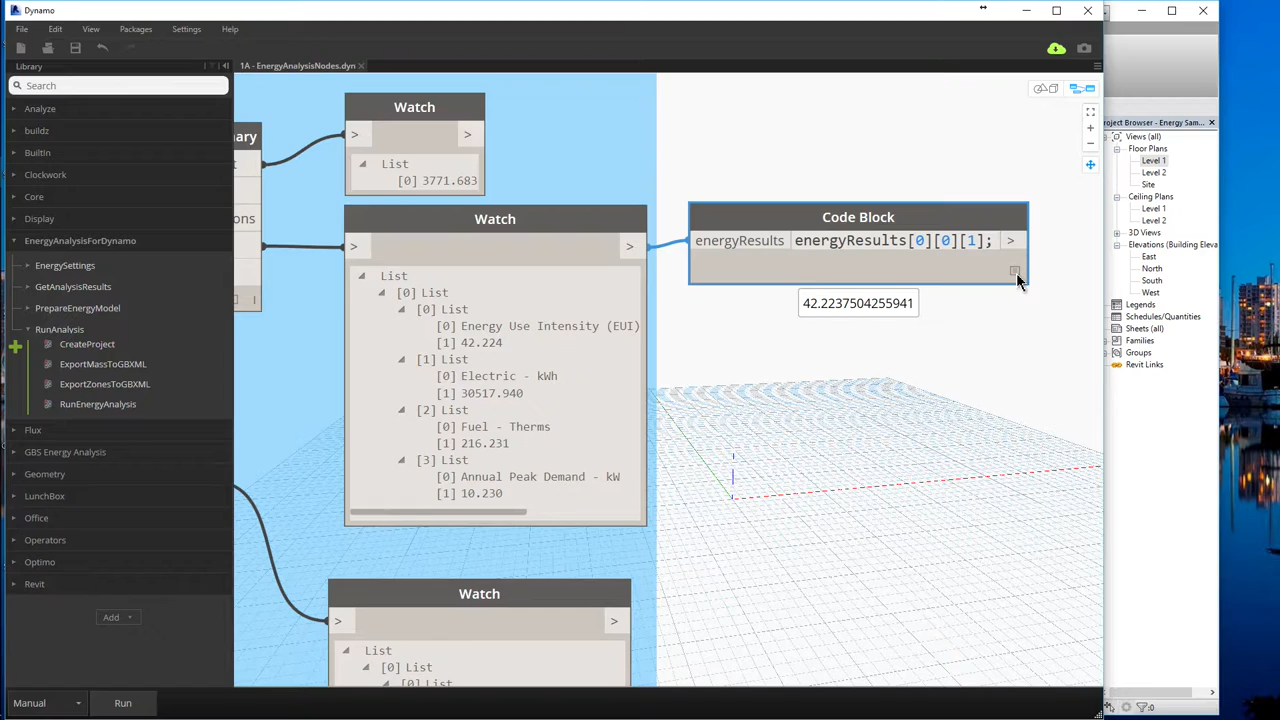 Dynamo
File Edit View Packages Settings Help
Library
1A - EnergyAnalysisNodes.dyn
Search
Analyze
buildz
BuiltIn
Clockwork
Core
Display
EnergyAnalysisForDynamo
EnergySettings
GetAnalysisResults
PrepareEnergyModel
RunAnalysis
CreateProject
ExportMassToGBXML
ExportZonesToGBXML
RunEnergyAnalysis
Flux
GBS Energy Analysis
Geometry
LunchBox
Office
Operators
Optimo
Revit
Add
Manual Run
ary
ons
Watch
> >
List
[0] 3771.683
Watch
> >
List
[0] List
[0] List
[0] Energy Use Intensity (EUI)
[1] 42.224
[1] List
[0] Electric - kWh
[1] 30517.940
[2] List
[0] Fuel - Therms
[1] 216.231
[3] List
[0] Annual Peak Demand - kW
[1] 10.230
Watch
> >
List
[0] List
[0] List
Code Block
energyResults energyResults[0][0][1]; >
42.2237504255941
roject Browser - Energy Sam...
Views (all)
Floor Plans
Level 1
Level 2
Site
Ceiling Plans
Level 1
Level 2
3D Views
Elevations (Building Eleva
East
North
South
West
Legends
Schedules/Quantities
Sheets (all)
Families
Groups
Revit Links
:0